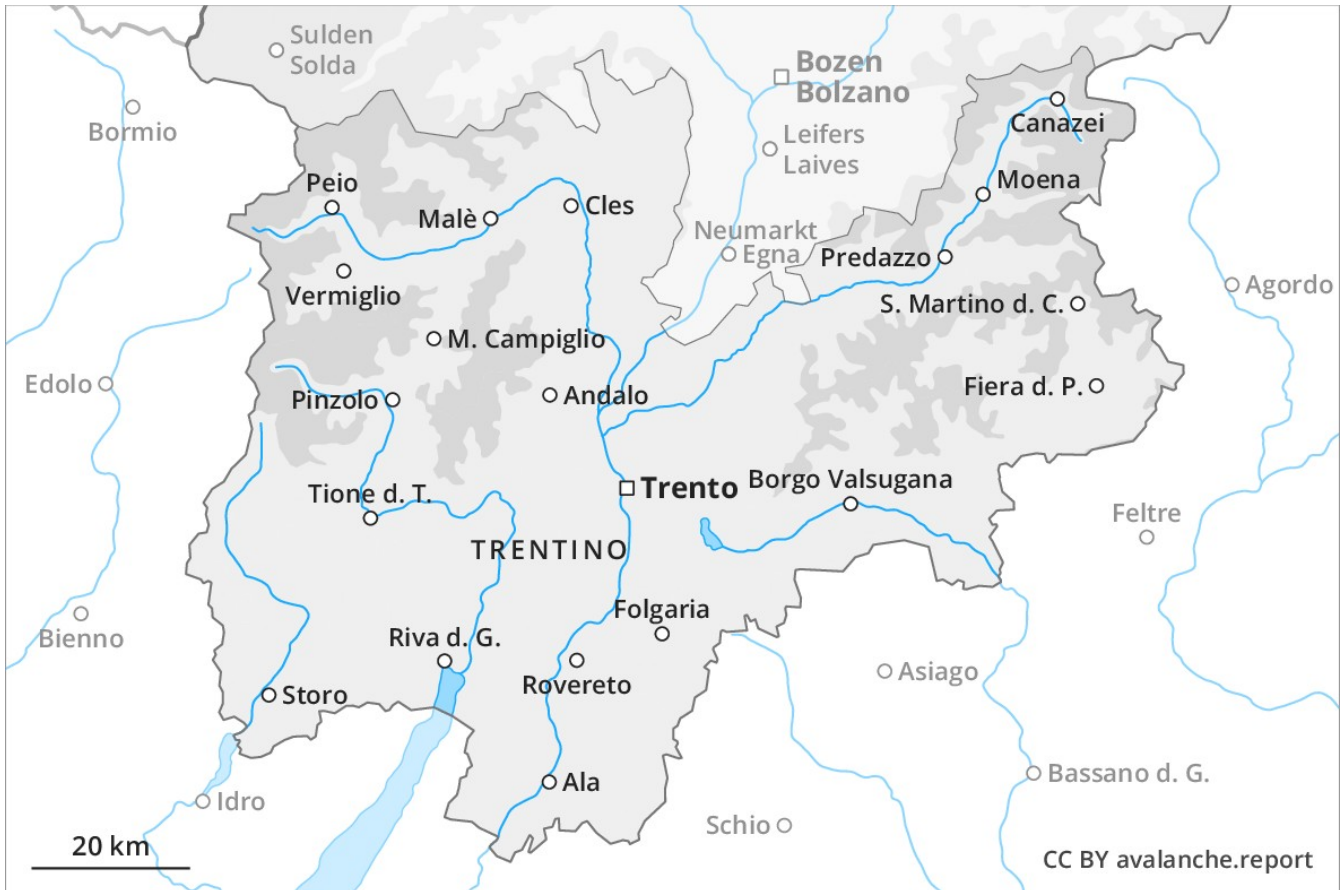 Sulden
Solda
Bozen
Bolzano
Bormio
Canazei
Leifers
Laives
Peio
Moena
Malè
Cles
Neumarkt
Egna
Predazzo
Vermiglio
Agordo
S. Martino d. C.
M. Campiglio
Edolo
Fiera d. P.
Pinzolo
Andalo
Trento
Borgo Valsugana
Tione d. T.
Feltre
TRENTINO
Folgaria
Bienno
Riva d. G.
Asiago
Rovereto
Storo
Bassano d. G.
Ala
Idro
Schio
20 km
CC BY avalanche.report